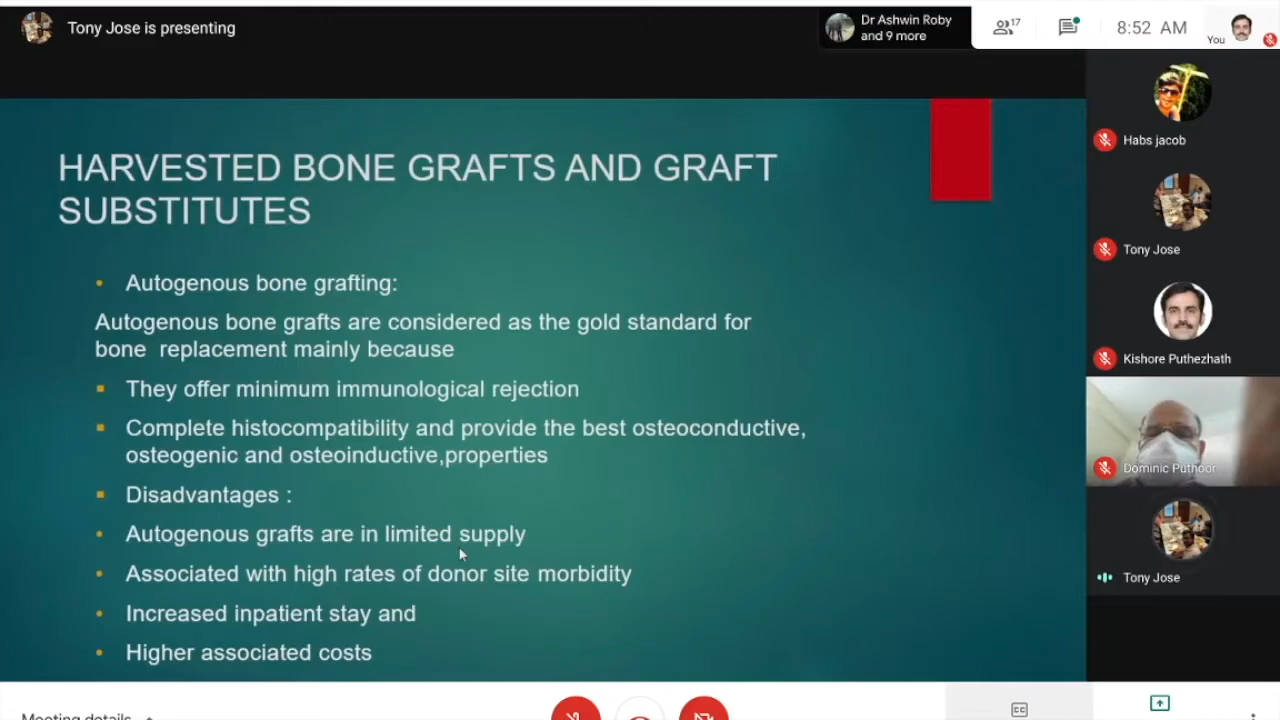 Tony Jose is presenting
Dr Ashwin Roby
and 9 more
17
8:52 AM
You
HARVESTED BONE GRAFTS AND GRAFT
SUBSTITUTES
• Autogenous bone grafting:
Autogenous bone grafts are considered as the gold standard for
bone replacement mainly because
▪ They offer minimum immunological rejection
▪ Complete histocompatibility and provide the best osteoconductive,
osteogenic and osteoinductive,properties
▪ Disadvantages :
• Autogenous grafts are in limited supply
• Associated with high rates of donor site morbidity
• Increased inpatient stay and
• Higher associated costs
Habs jacob
Tony Jose
Kishore Puthezhath
Dominic Puthoor
Tony Jose
Meeting details
CC